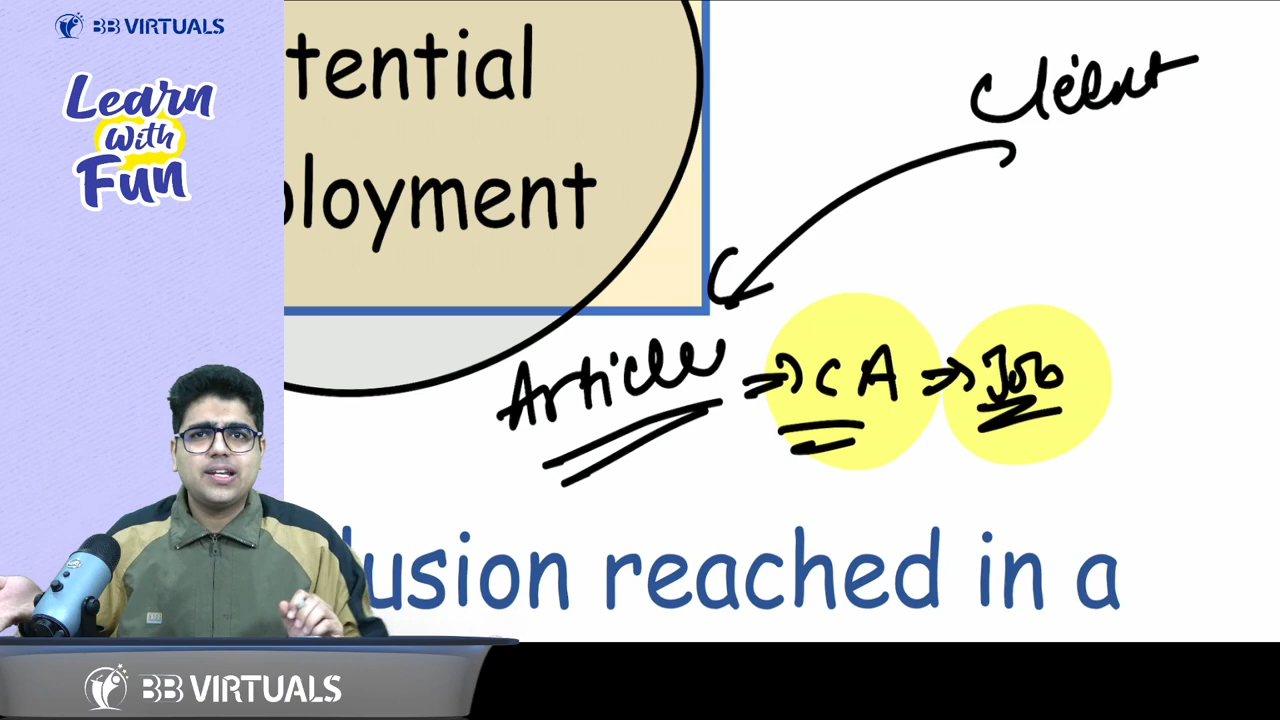 BB VIRTUALS
Learn
With
Fun
tential
ployment
Client
Article => CA => Job
lusion reached in a
BB VIRTUALS